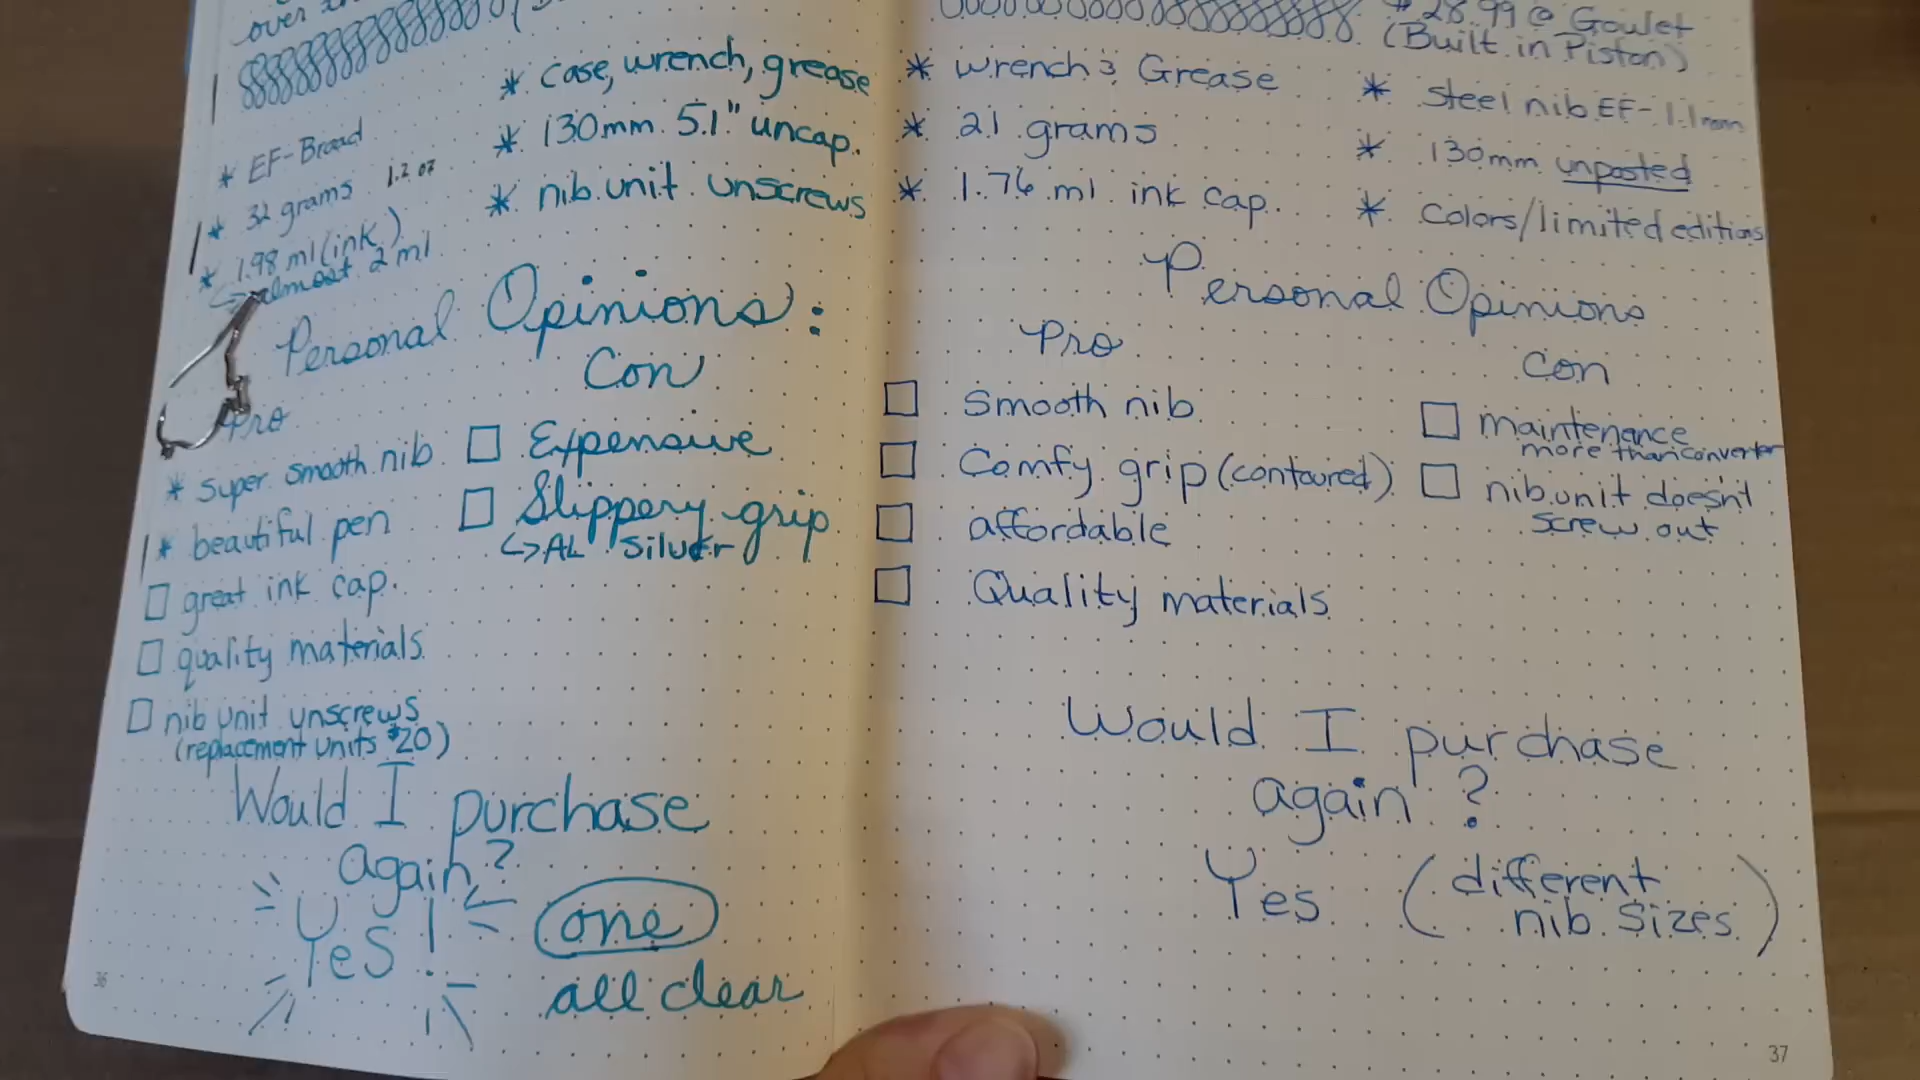 over
* case, wrench, grease
* EF-Broad
* 130mm 5.1" uncap.
* 32 grams 1.2 oz
* nib unit unscrews
* 1.98 ml (ink)
↳ almost 2 ml
Personal Opinions:
Con
Pro
* super smooth nib
□ Expensive
* beautiful pen
□ Slippery grip
↳ AL silver
□ great ink cap.
□ quality materials
□ nib unit unscrews
(replacement units $20)
Would I purchase
again?
Yes!
one
all clear
36
$28.99 @ Goulet
(Built in Piston)
* wrench & Grease
* steel nib EF-1.1mm
* 21 grams
* 130mm unposted
* 1.76 ml ink cap.
* colors/limited editions
Personal Opinions
Pro
Con
□ smooth nib
□ maintenance
more than converter
□ Comfy grip (contoured)
□ nib unit doesn't
screw out
□ affordable
□ Quality materials
Would I purchase
again?
Yes (different
nib sizes)
37